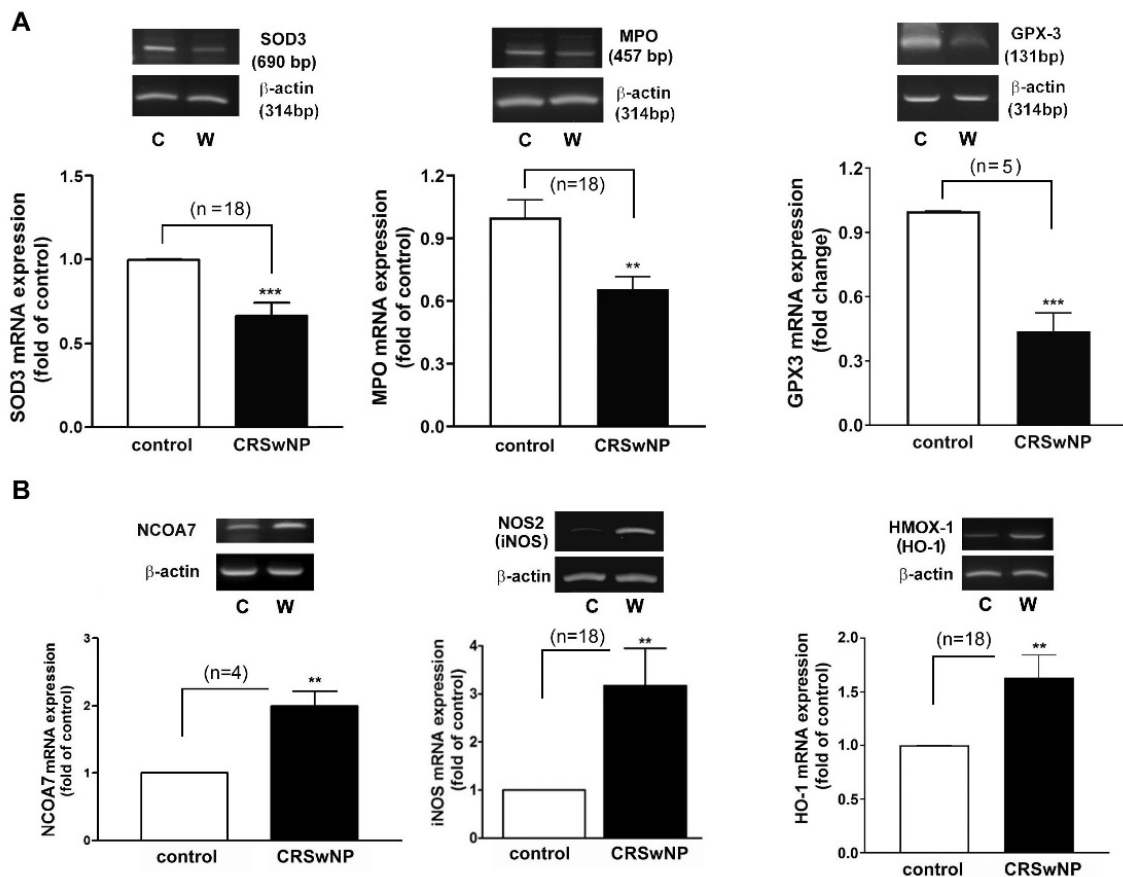 A
SOD3
(690 bp)
β-actin
(314bp)
C W
(n =18)
***
SOD3 mRNA expression
(fold of control)
1.5
1.0
0.5
0.0
control CRSwNP
MPO
(457 bp)
β-actin
(314bp)
C W
(n=18)
**
MPO mRNA expression
(fold of control)
1.2
0.9
0.6
0.3
0.0
control CRSwNP
GPX-3
(131bp)
β-actin
(314bp)
C W
(n=5)
***
GPX3 mRNA expression
(fold change)
1.2
0.9
0.6
0.3
0.0
control CRSwNP
B
NCOA7
β-actin
C W
(n=4)
**
NCOA7 mRNA expression
(fold of control)
3
2
1
0
control CRSwNP
NOS2
(iNOS)
β-actin
C W
(n=18)
**
iNOS mRNA expression
(fold of control)
4
3
2
1
0
control CRSwNP
HMOX-1
(HO-1)
β-actin
C W
(n=18)
**
HO-1 mRNA expression
(fold of control)
2.0
1.5
1.0
0.5
0.0
control CRSwNP